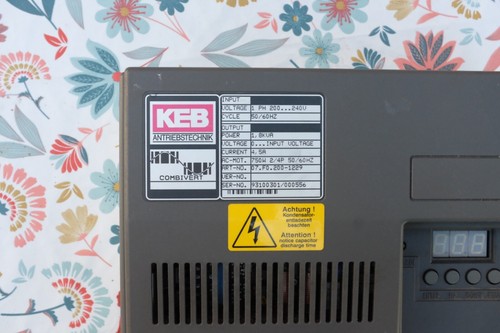 KEB
ANTRIEBSTECHNIK
COMBIVERT
INPUT
VOLTAGE 1 PH 200...240V
CYCLE 50/60HZ
OUTPUT
POWER 1.8KVA
VOLTAGE 0...INPUT VOLTAGE
CURRENT 4.5A
AC-MOT. 750W 2/4P 50/60HZ
ART-NO. 07.F0.200-1229
VER-NO.
SER-NO. 93100301/000556
Achtung !
Kondensator-
entladezeit
beachten
Attention !
notice capacitor
discharge time